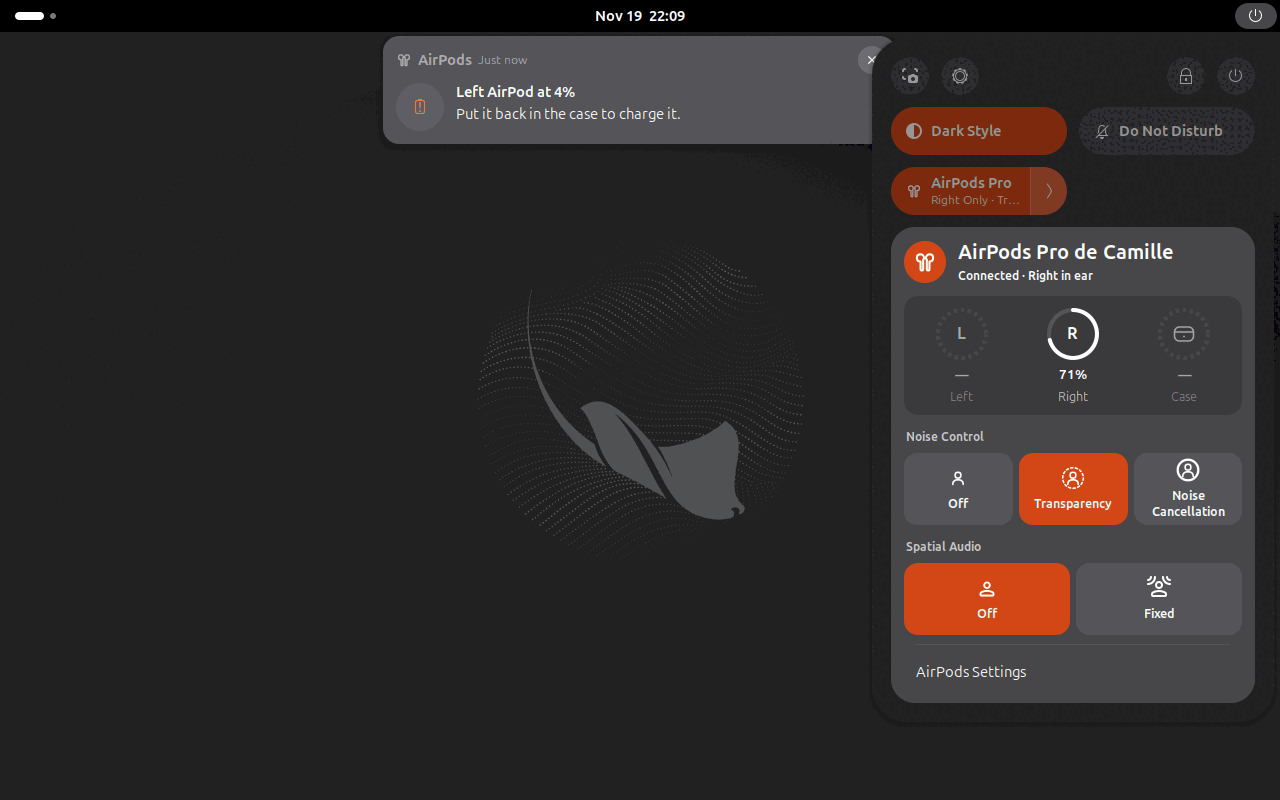 Nov 19 22:09
AirPods Just now
Left AirPod at 4%
Put it back in the case to charge it.
Dark Style
Do Not Disturb
AirPods Pro
Right Only · Tr…
AirPods Pro de Camille
Connected · Right in ear
L
R
—
71%
—
Left
Right
Case
Noise Control
Off
Transparency
Noise
Cancellation
Spatial Audio
Off
Fixed
AirPods Settings